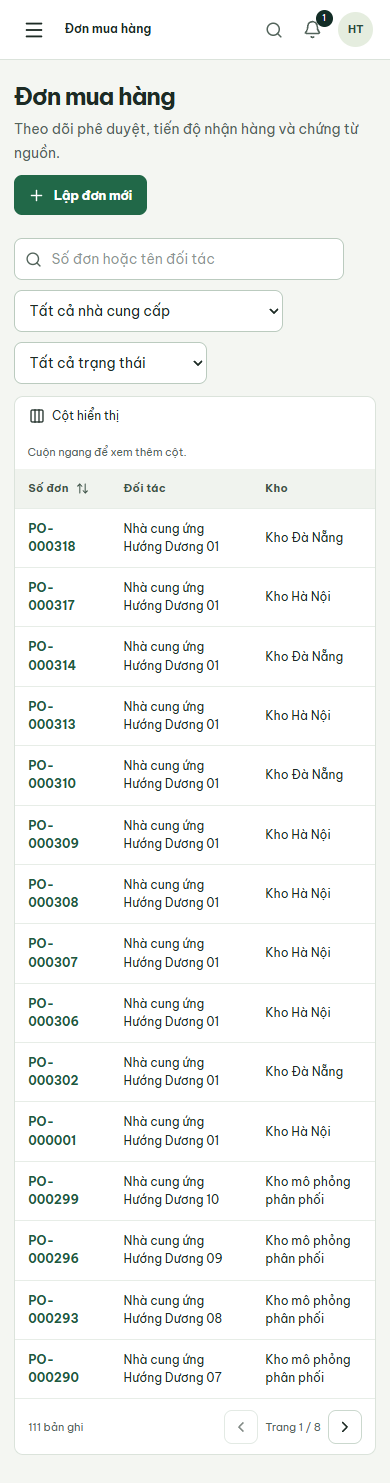 Đơn mua hàng
1
HT
Đơn mua hàng
Theo dõi phê duyệt, tiến độ nhận hàng và chứng từ
nguồn.
Lập đơn mới
Số đơn hoặc tên đối tác
Tất cả nhà cung cấp
Tất cả trạng thái
Cột hiển thị
Cuộn ngang để xem thêm cột.
Số đơn Đối tác Kho
PO-
000318
Nhà cung ứng
Hướng Dương 01
Kho Đà Nẵng
PO-
000317
Nhà cung ứng
Hướng Dương 01
Kho Hà Nội
PO-
000314
Nhà cung ứng
Hướng Dương 01
Kho Đà Nẵng
PO-
000313
Nhà cung ứng
Hướng Dương 01
Kho Hà Nội
PO-
000310
Nhà cung ứng
Hướng Dương 01
Kho Đà Nẵng
PO-
000309
Nhà cung ứng
Hướng Dương 01
Kho Hà Nội
PO-
000308
Nhà cung ứng
Hướng Dương 01
Kho Hà Nội
PO-
000307
Nhà cung ứng
Hướng Dương 01
Kho Hà Nội
PO-
000306
Nhà cung ứng
Hướng Dương 01
Kho Hà Nội
PO-
000302
Nhà cung ứng
Hướng Dương 01
Kho Đà Nẵng
PO-
000001
Nhà cung ứng
Hướng Dương 01
Kho Hà Nội
PO-
000299
Nhà cung ứng
Hướng Dương 10
Kho mô phỏng
phân phối
PO-
000296
Nhà cung ứng
Hướng Dương 09
Kho mô phỏng
phân phối
PO-
000293
Nhà cung ứng
Hướng Dương 08
Kho mô phỏng
phân phối
PO-
000290
Nhà cung ứng
Hướng Dương 07
Kho mô phỏng
phân phối
111 bản ghi
Trang 1 / 8